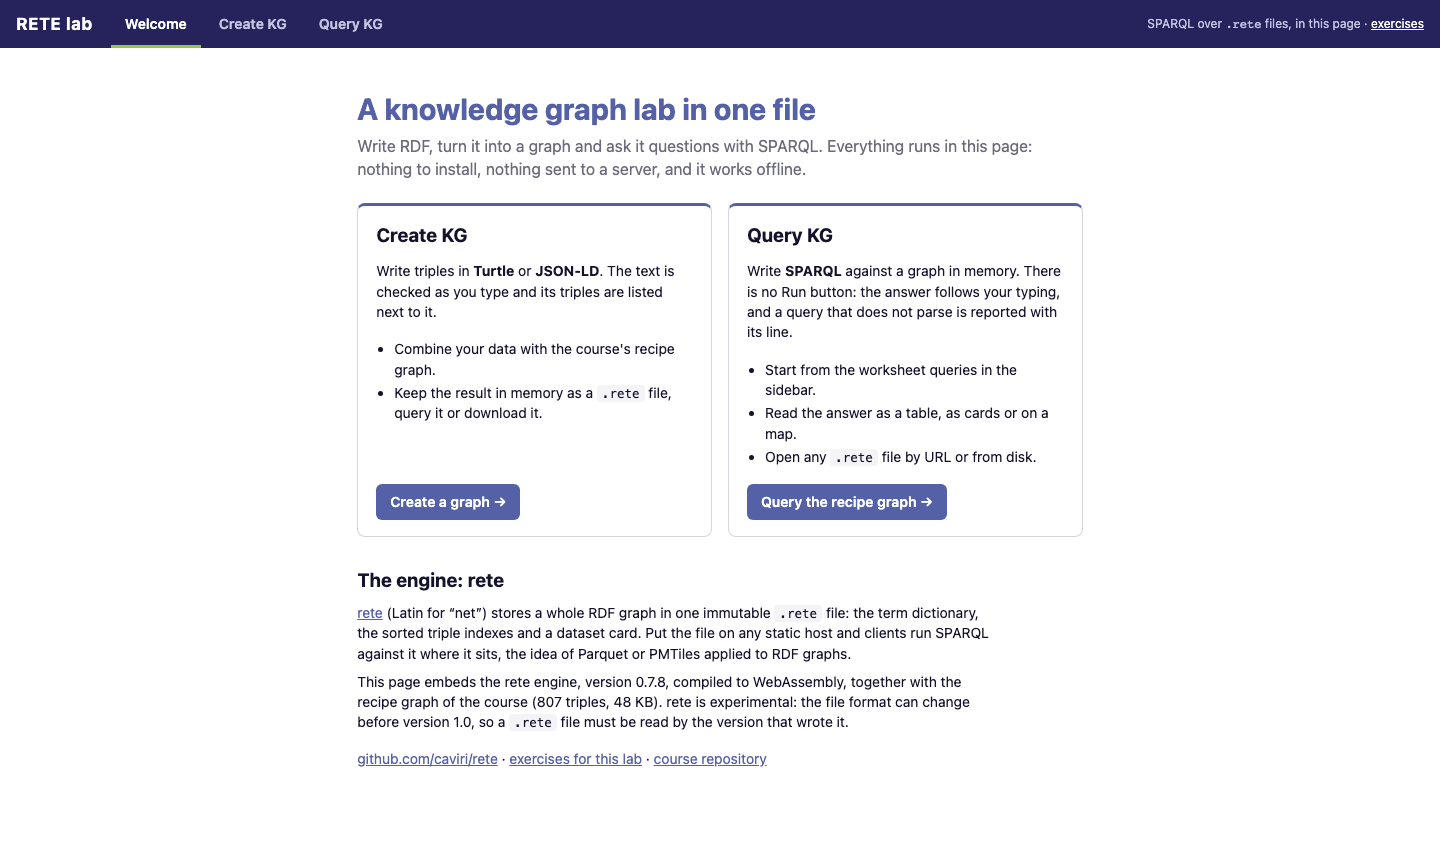 RETE lab
Welcome
Create KG
Query KG
SPARQL over .rete files, in this page · exercises
A knowledge graph lab in one file
Write RDF, turn it into a graph and ask it questions with SPARQL. Everything runs in this page:
nothing to install, nothing sent to a server, and it works offline.
Create KG
Write triples in Turtle or JSON-LD. The text is
checked as you type and its triples are listed
next to it.
• Combine your data with the course's recipe
graph.
• Keep the result in memory as a .rete file,
query it or download it.
Create a graph →
Query KG
Write SPARQL against a graph in memory. There
is no Run button: the answer follows your typing,
and a query that does not parse is reported with
its line.
• Start from the worksheet queries in the
sidebar.
• Read the answer as a table, as cards or on a
map.
• Open any .rete file by URL or from disk.
Query the recipe graph →
The engine: rete
rete (Latin for “net”) stores a whole RDF graph in one immutable .rete file: the term dictionary,
the sorted triple indexes and a dataset card. Put the file on any static host and clients run SPARQL
against it where it sits, the idea of Parquet or PMTiles applied to RDF graphs.
This page embeds the rete engine, version 0.7.8, compiled to WebAssembly, together with the
recipe graph of the course (807 triples, 48 KB). rete is experimental: the file format can change
before version 1.0, so a .rete file must be read by the version that wrote it.
github.com/caviri/rete · exercises for this lab · course repository